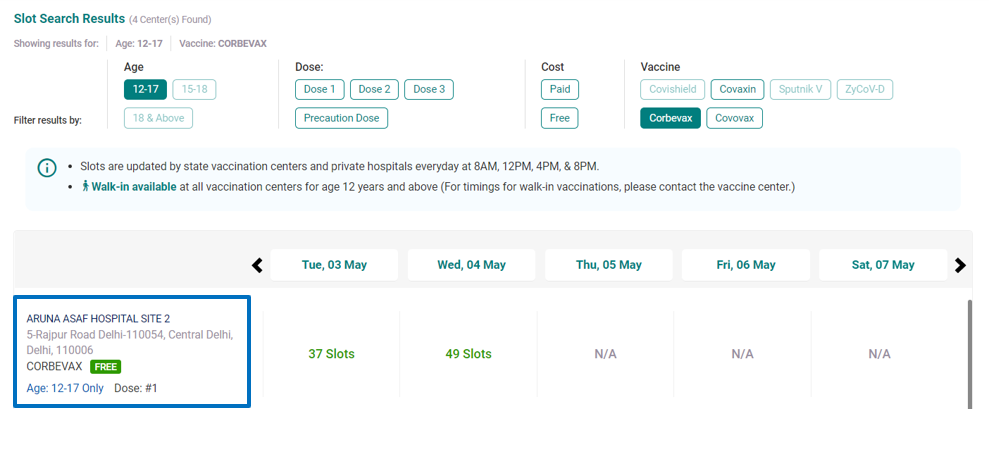 Slot Search Results (4 Center(s) Found)
Showing results for: Age: 12-17 Vaccine: CORBEVAX
Filter results by:
Age
12-17 15-18
18 & Above
Dose:
Dose 1 Dose 2 Dose 3
Precaution Dose
Cost
Paid
Free
Vaccine
Covishield Covaxin Sputnik V ZyCoV-D
Corbevax Covovax
• Slots are updated by state vaccination centers and private hospitals everyday at 8AM, 12PM, 4PM, & 8PM.
• Walk-in available at all vaccination centers for age 12 years and above (For timings for walk-in vaccinations, please contact the vaccine center.)
Tue, 03 May Wed, 04 May Thu, 05 May Fri, 06 May Sat, 07 May
ARUNA ASAF HOSPITAL SITE 2
5-Rajpur Road Delhi-110054, Central Delhi,
Delhi, 110006
CORBEVAX FREE
Age: 12-17 Only Dose: #1
37 Slots 49 Slots N/A N/A N/A